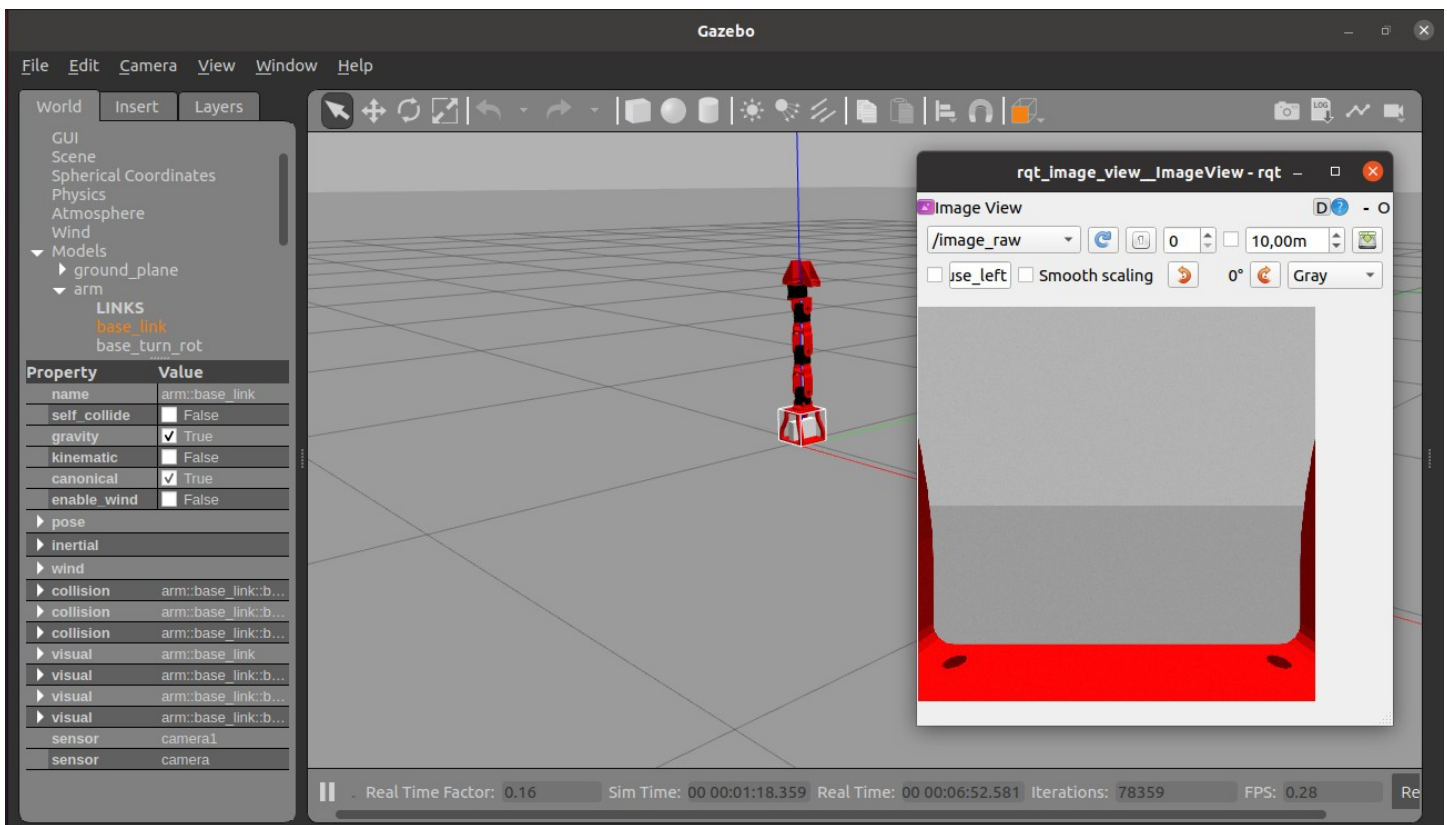 Gazebo
File Edit Camera View Window Help
World Insert Layers
GUI
Scene
Spherical Coordinates
Physics
Atmosphere
Wind
Models
ground_plane
arm
LINKS
base_link
base_turn_rot
Property Value
name arm::base_link
self_collide False
gravity True
kinematic False
canonical True
enable_wind False
pose
inertial
wind
collision arm::base_link::b...
collision arm::base_link::b...
collision arm::base_link::b...
visual arm::base_link
visual arm::base_link::b...
visual arm::base_link::b...
visual arm::base_link::b...
sensor camera1
sensor camera
LOG
rqt_image_view__ImageView - rqt
Image View
D ? - O
/image_raw 0 10,00m
use_left Smooth scaling 0° Gray
Real Time Factor: 0.16 Sim Time: 00 00:01:18.359 Real Time: 00 00:06:52.581 Iterations: 78359 FPS: 0.28 Re